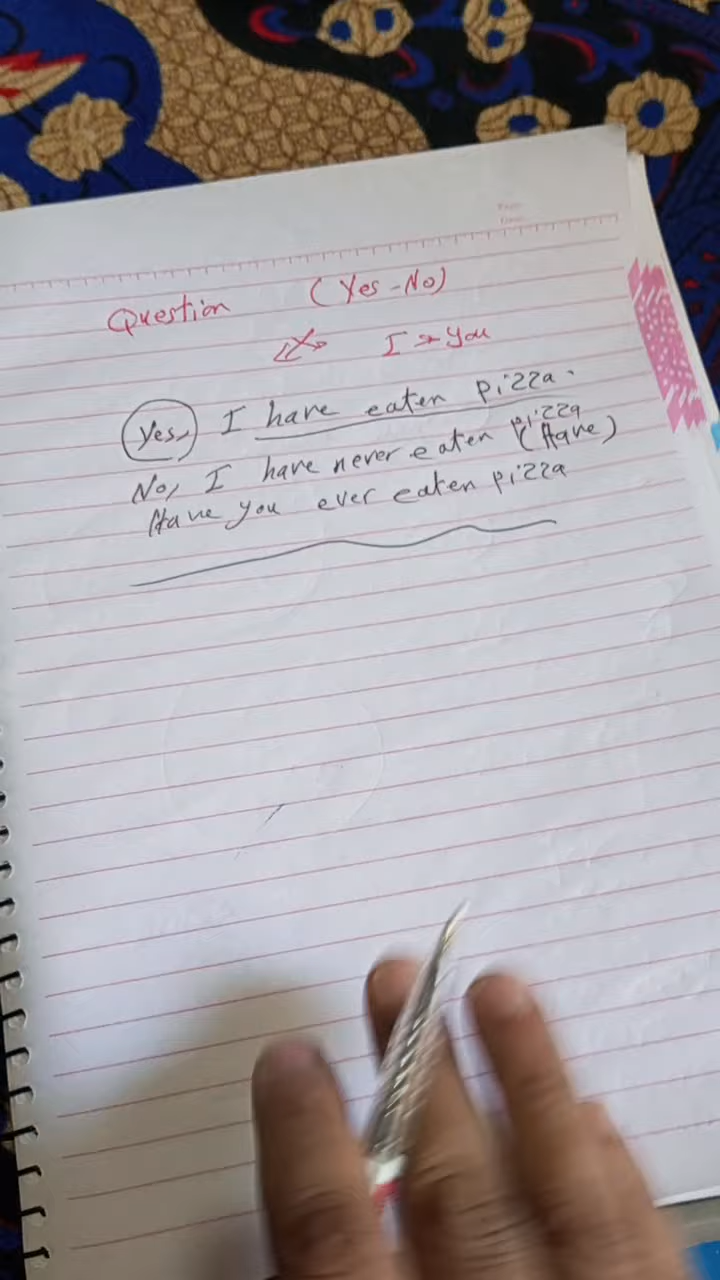 Question (Yes-No)
I → you
Yes, I have eaten pizza.
No, I have never eaten pizza
(Have)
Have you ever eaten pizza